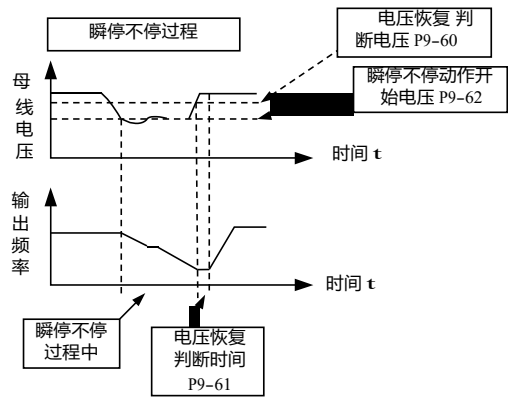 瞬停不停过程
电压恢复 判
断电压 P9-60
瞬停不停动作开
始电压 P9-62
母
线
电
压
时间 t
输
出
频
率
时间 t
瞬停不停
过程中
电压恢复
判断时间
P9-61